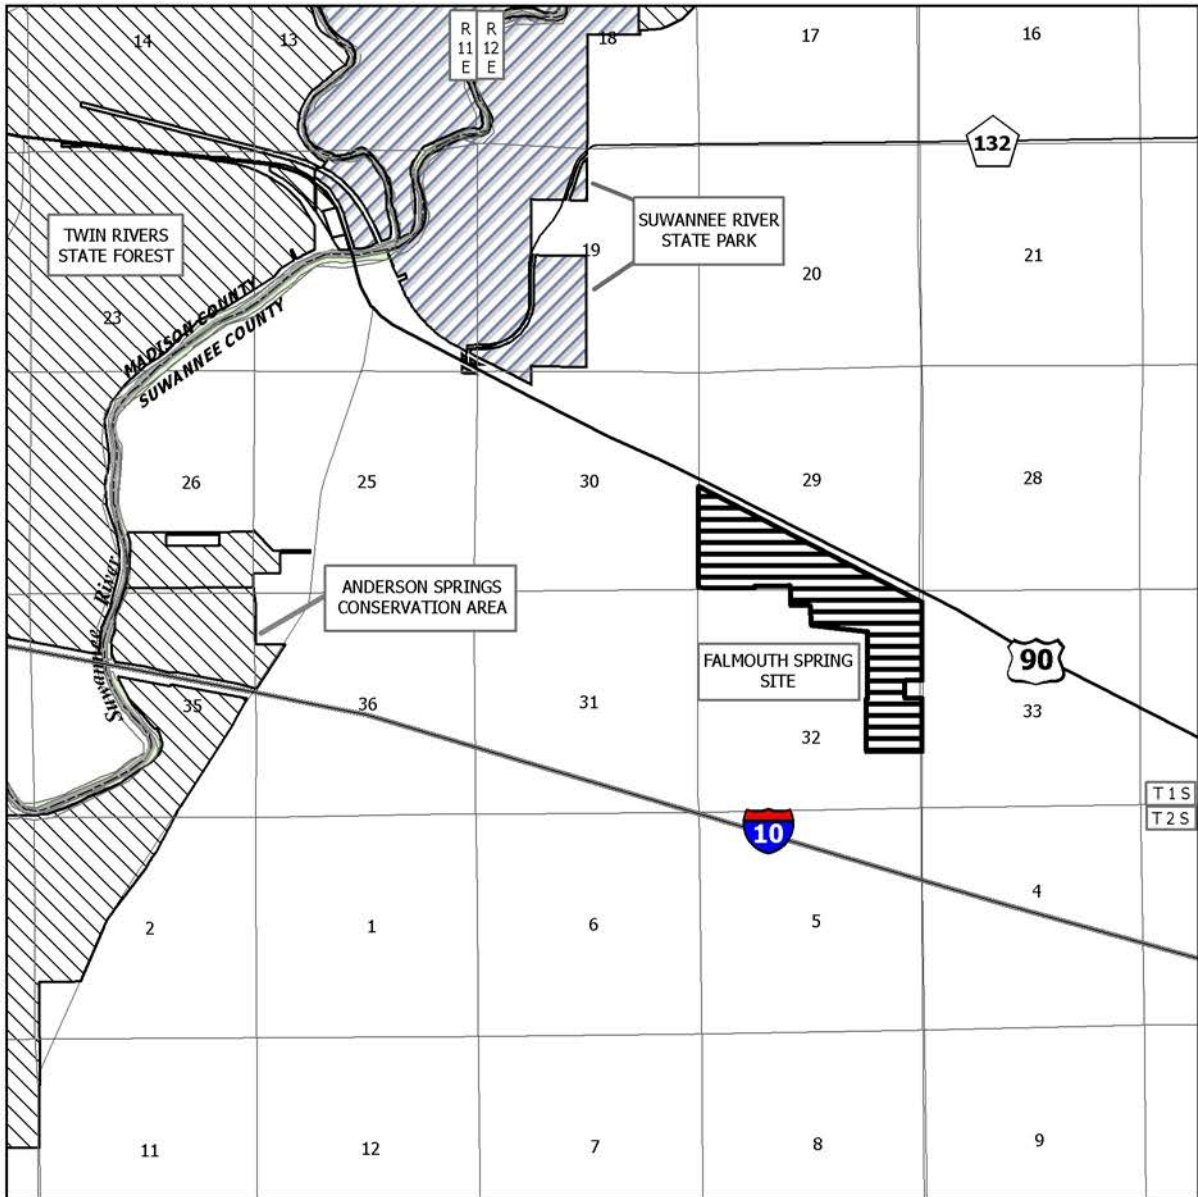 14
13
R
11
E
R
12
E
18
17
16
132
TWIN RIVERS
STATE FOREST
SUWANNEE RIVER
STATE PARK
19
20
21
23
MADISON COUNTY
SUWANNEE COUNTY
26
25
30
29
28
ANDERSON SPRINGS
CONSERVATION AREA
Suwannee River
FALMOUTH SPRING
SITE
90
35
36
31
32
33
T 1 S
T 2 S
10
2
1
6
5
4
11
12
7
8
9